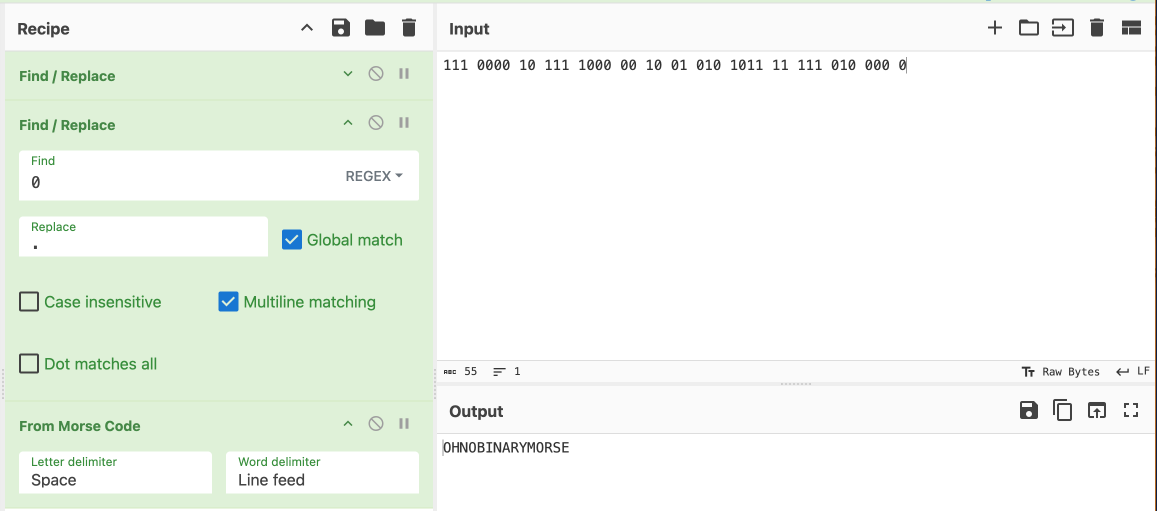 Recipe
Find / Replace
Find / Replace
Find
0
REGEX
Replace
.
Global match
Case insensitive
Multiline matching
Dot matches all
From Morse Code
Letter delimiter
Space
Word delimiter
Line feed
Input
111 0000 10 111 1000 00 10 01 010 1011 11 111 010 000 0
ABC 55 1
Raw Bytes LF
Output
OHNOBINARYMORSE